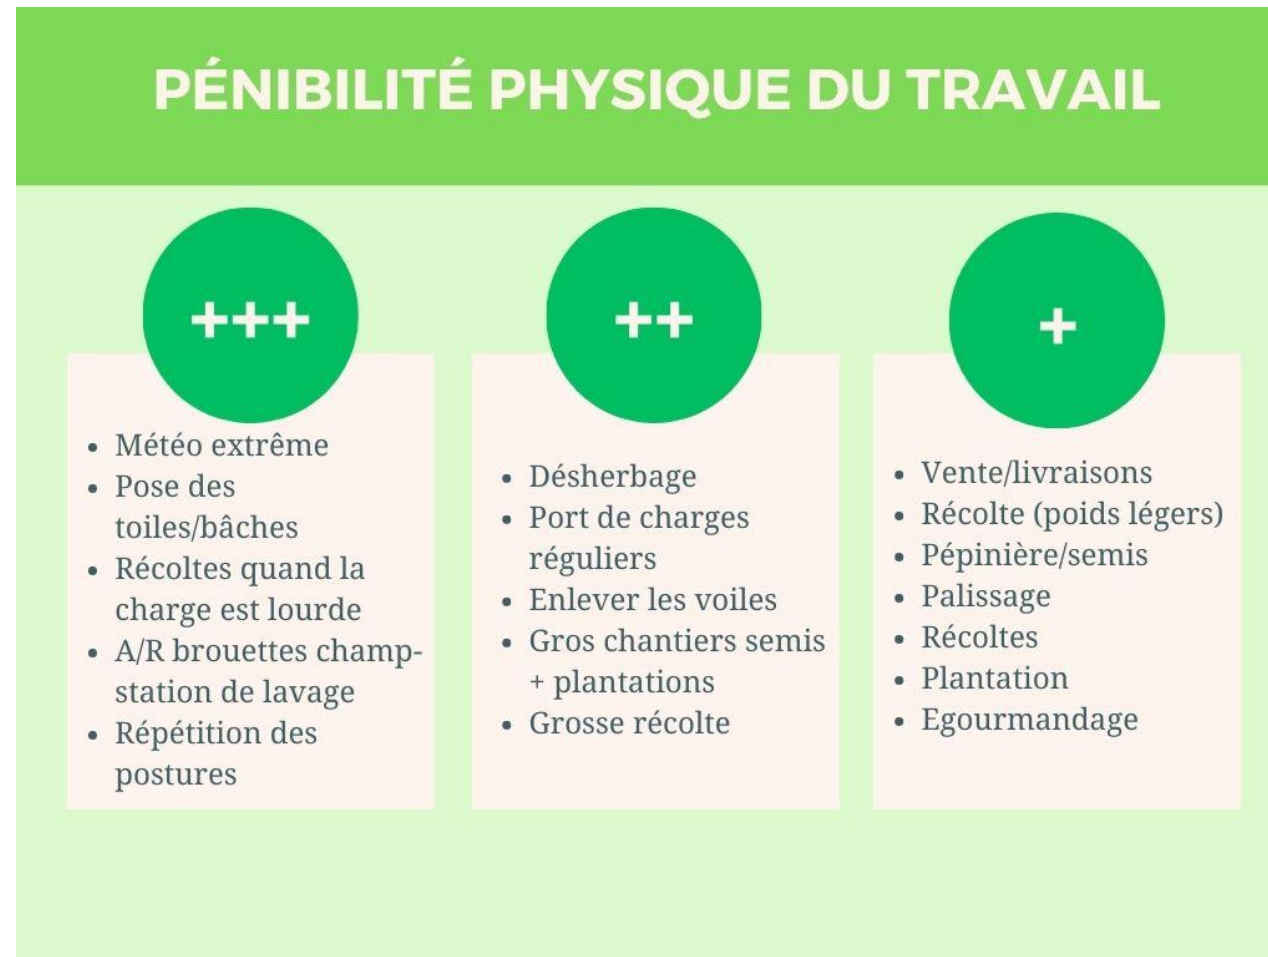 PÉNIBILITÉ PHYSIQUE DU TRAVAIL
+++
• Météo extrême
• Pose des
toiles/bâches
• Récoltes quand la
charge est lourde
• A/R brouettes champ-
station de lavage
• Répétition des
postures
++
• Désherbage
• Port de charges
réguliers
• Enlever les voiles
• Gros chantiers semis
+ plantations
• Grosse récolte
+
• Vente/livraisons
• Récolte (poids légers)
• Pépinière/semis
• Palissage
• Récoltes
• Plantation
• Egourmandage